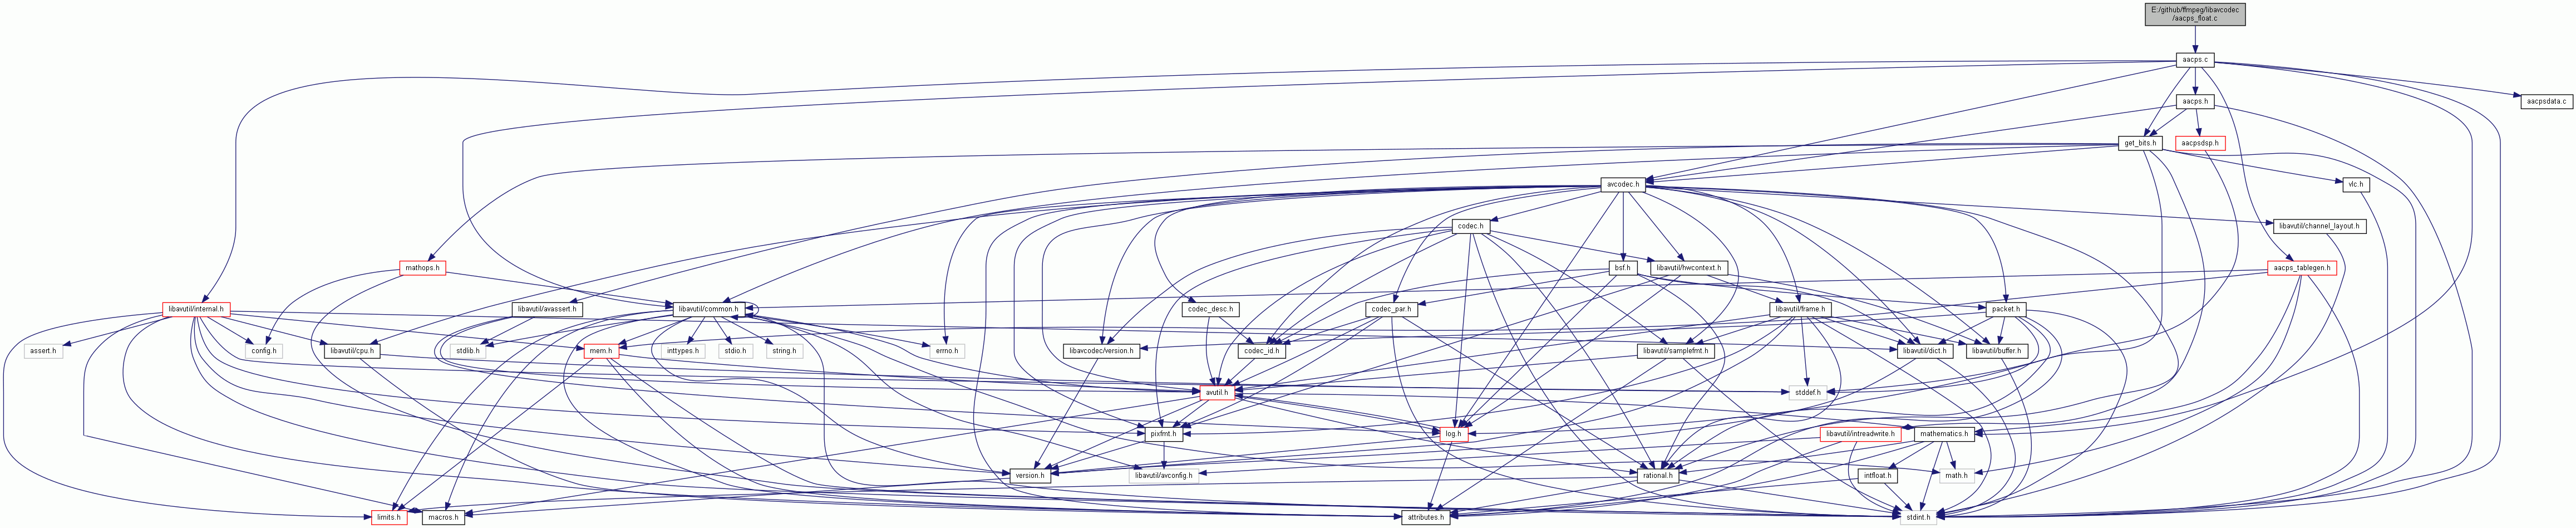 E:/github/ffmpeg/libavcodec
/aacps_float.c
aacps.c
aacps.h
aacpsdata.c
get_bits.h
aacpsdsp.h
avcodec.h
vlc.h
codec.h
libavutil/channel_layout.h
mathops.h
bsf.h
libavutil/hwcontext.h
aacps_tablegen.h
libavutil/internal.h
libavutil/avassert.h
libavutil/common.h
codec_desc.h
codec_par.h
libavutil/frame.h
packet.h
assert.h
config.h
libavutil/cpu.h
stdlib.h
mem.h
inttypes.h
stdio.h
string.h
errno.h
libavcodec/version.h
codec_id.h
libavutil/samplefmt.h
libavutil/dict.h
libavutil/buffer.h
avutil.h
stddef.h
pixfmt.h
log.h
libavutil/intreadwrite.h
mathematics.h
version.h
libavutil/avconfig.h
rational.h
intfloat.h
math.h
limits.h
macros.h
attributes.h
stdint.h